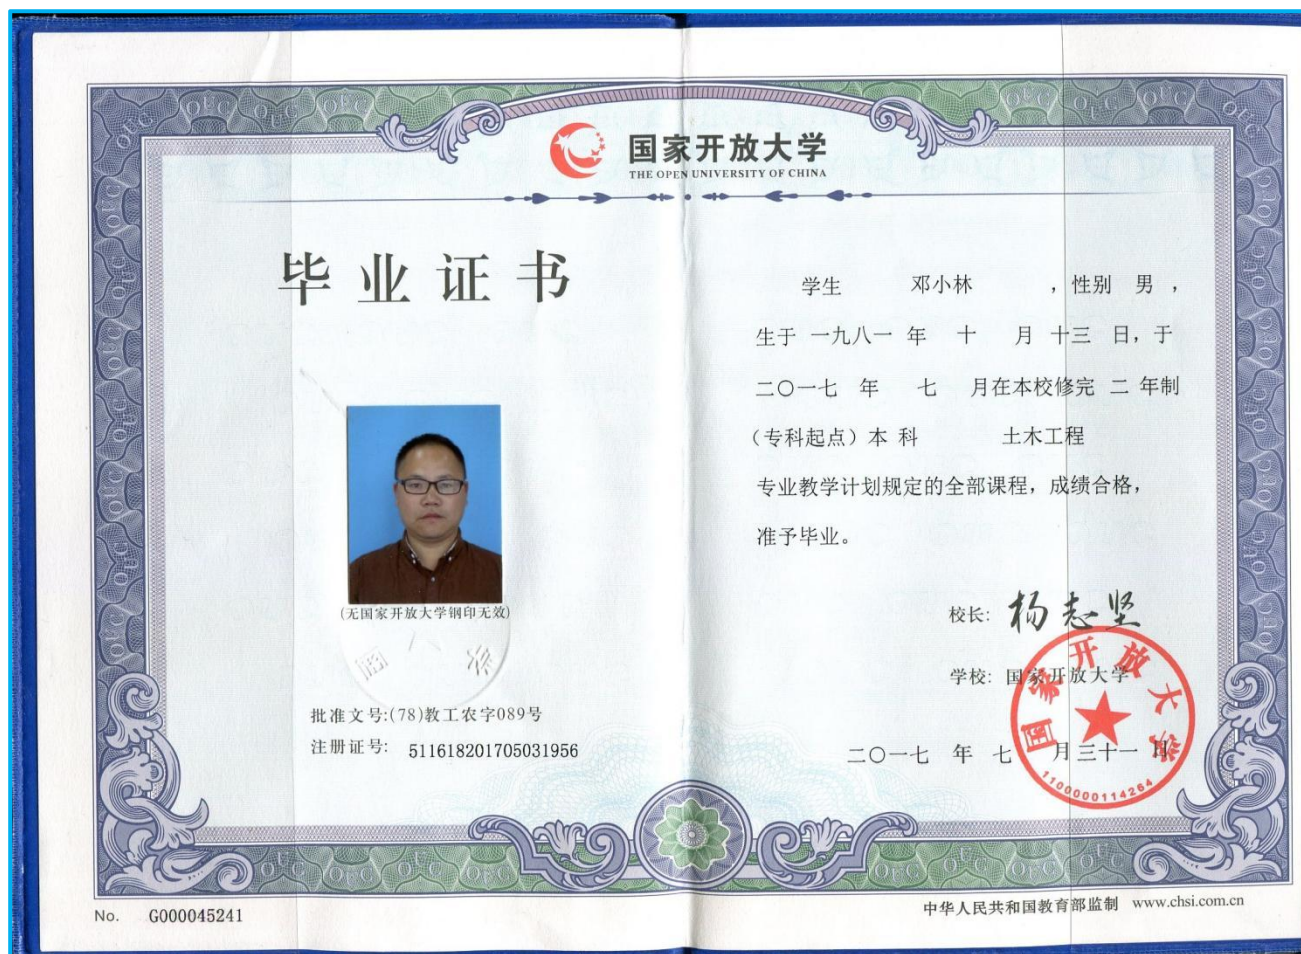 国家开放大学
THE OPEN UNIVERSITY OF CHINA
毕业证书
(无国家开放大学钢印无效)
批准文号:(78)教工农字089号
注册证号: 511618201705031956
学生 邓小林 ，性别 男 ，
生于 一九八一 年 十 月 十三 日，于
二〇一七 年 七 月在本校修完 二 年制
（专科起点）本 科 土木工程
专业教学计划规定的全部课程，成绩合格，
准予毕业。
校长: 杨志坚
学校: 国家开放大学
二〇一七 年 七 月三十一 日
国家开放大学
1100000114264
No. G000045241
中华人民共和国教育部监制 www.chsi.com.cn